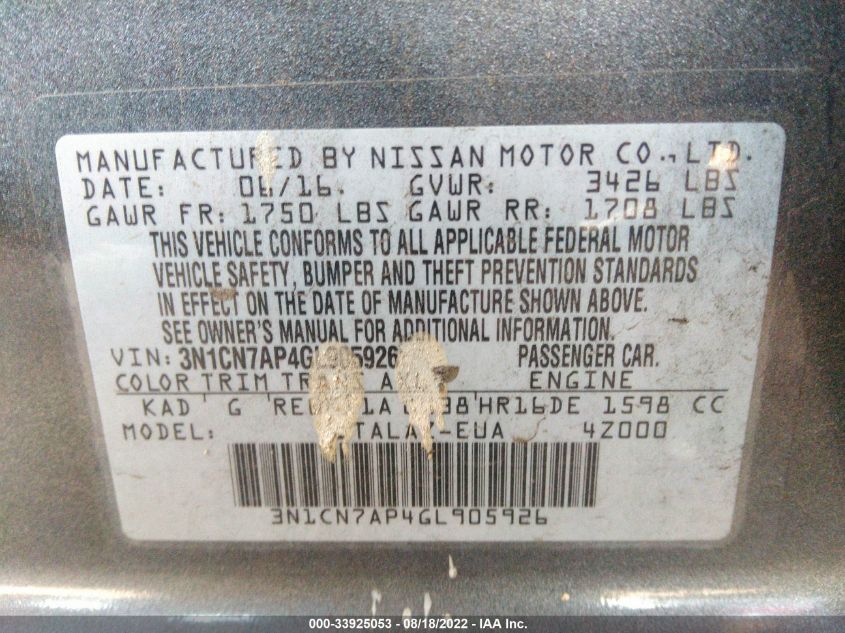 MANUFACTURED BY NISSAN MOTOR CO., LTD.
DATE: 06/16 GVWR: 3426 LBS
GAWR FR: 1750 LBS GAWR RR: 1708 LBS
THIS VEHICLE CONFORMS TO ALL APPLICABLE FEDERAL MOTOR
VEHICLE SAFETY, BUMPER AND THEFT PREVENTION STANDARDS
IN EFFECT ON THE DATE OF MANUFACTURE SHOWN ABOVE.
SEE OWNER'S MANUAL FOR ADDITIONAL INFORMATION.
VIN: 3N1CN7AP4GL905926 PASSENGER CAR.
COLOR TRIM ENGINE
KAD G HR16DE 1598 CC
MODEL: 4Z000
3N1CN7AP4GL905926
000-33925053 - 08/18/2022 - IAA Inc.